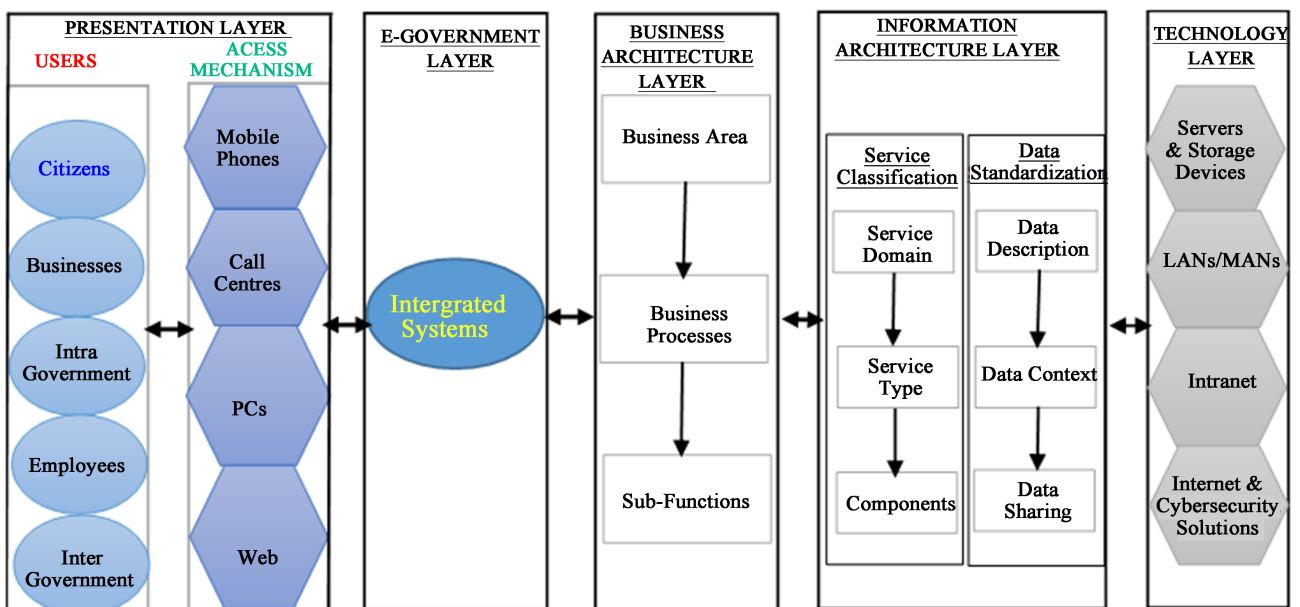 PRESENTATION LAYER
USERS
ACESS
MECHANISM
Citizens
Businesses
Intra
Government
Employees
Inter
Government
Mobile
Phones
Call
Centres
PCs
Web
E-GOVERNMENT
LAYER
Intergrated
Systems
BUSINESS
ARCHITECTURE
LAYER
Business Area
Business
Processes
Sub-Functions
INFORMATION
ARCHITECTURE LAYER
Service
Classification
Service
Domain
Service
Type
Components
Data
Standardization
Data
Description
Data Context
Data
Sharing
TECHNOLOGY
LAYER
Servers
& Storage
Devices
LANs/MANs
Intranet
Internet &
Cybersecurity
Solutions